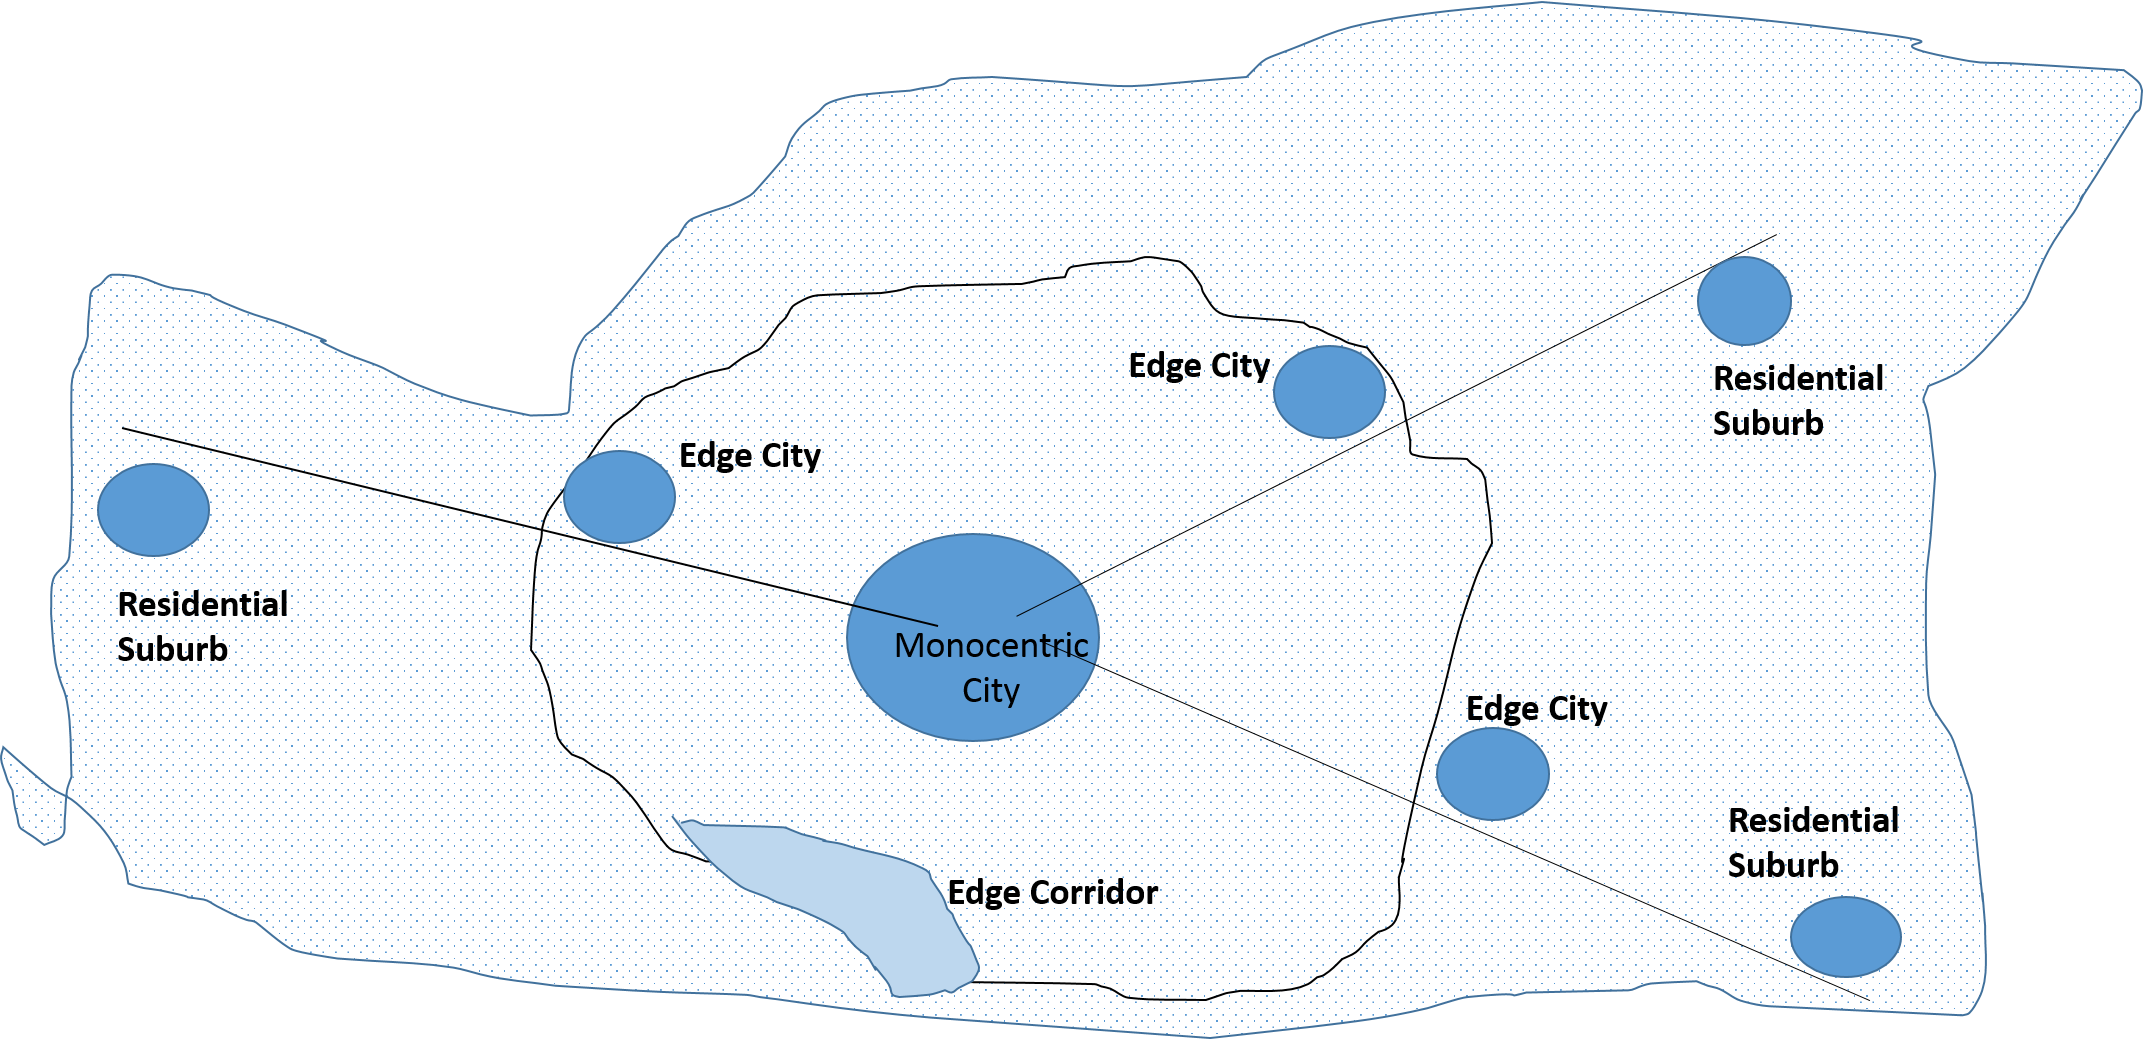 Edge City
Residential
Suburb
Edge City
Residential
Suburb
Monocentric
City
Edge City
Residential
Suburb
Edge Corridor